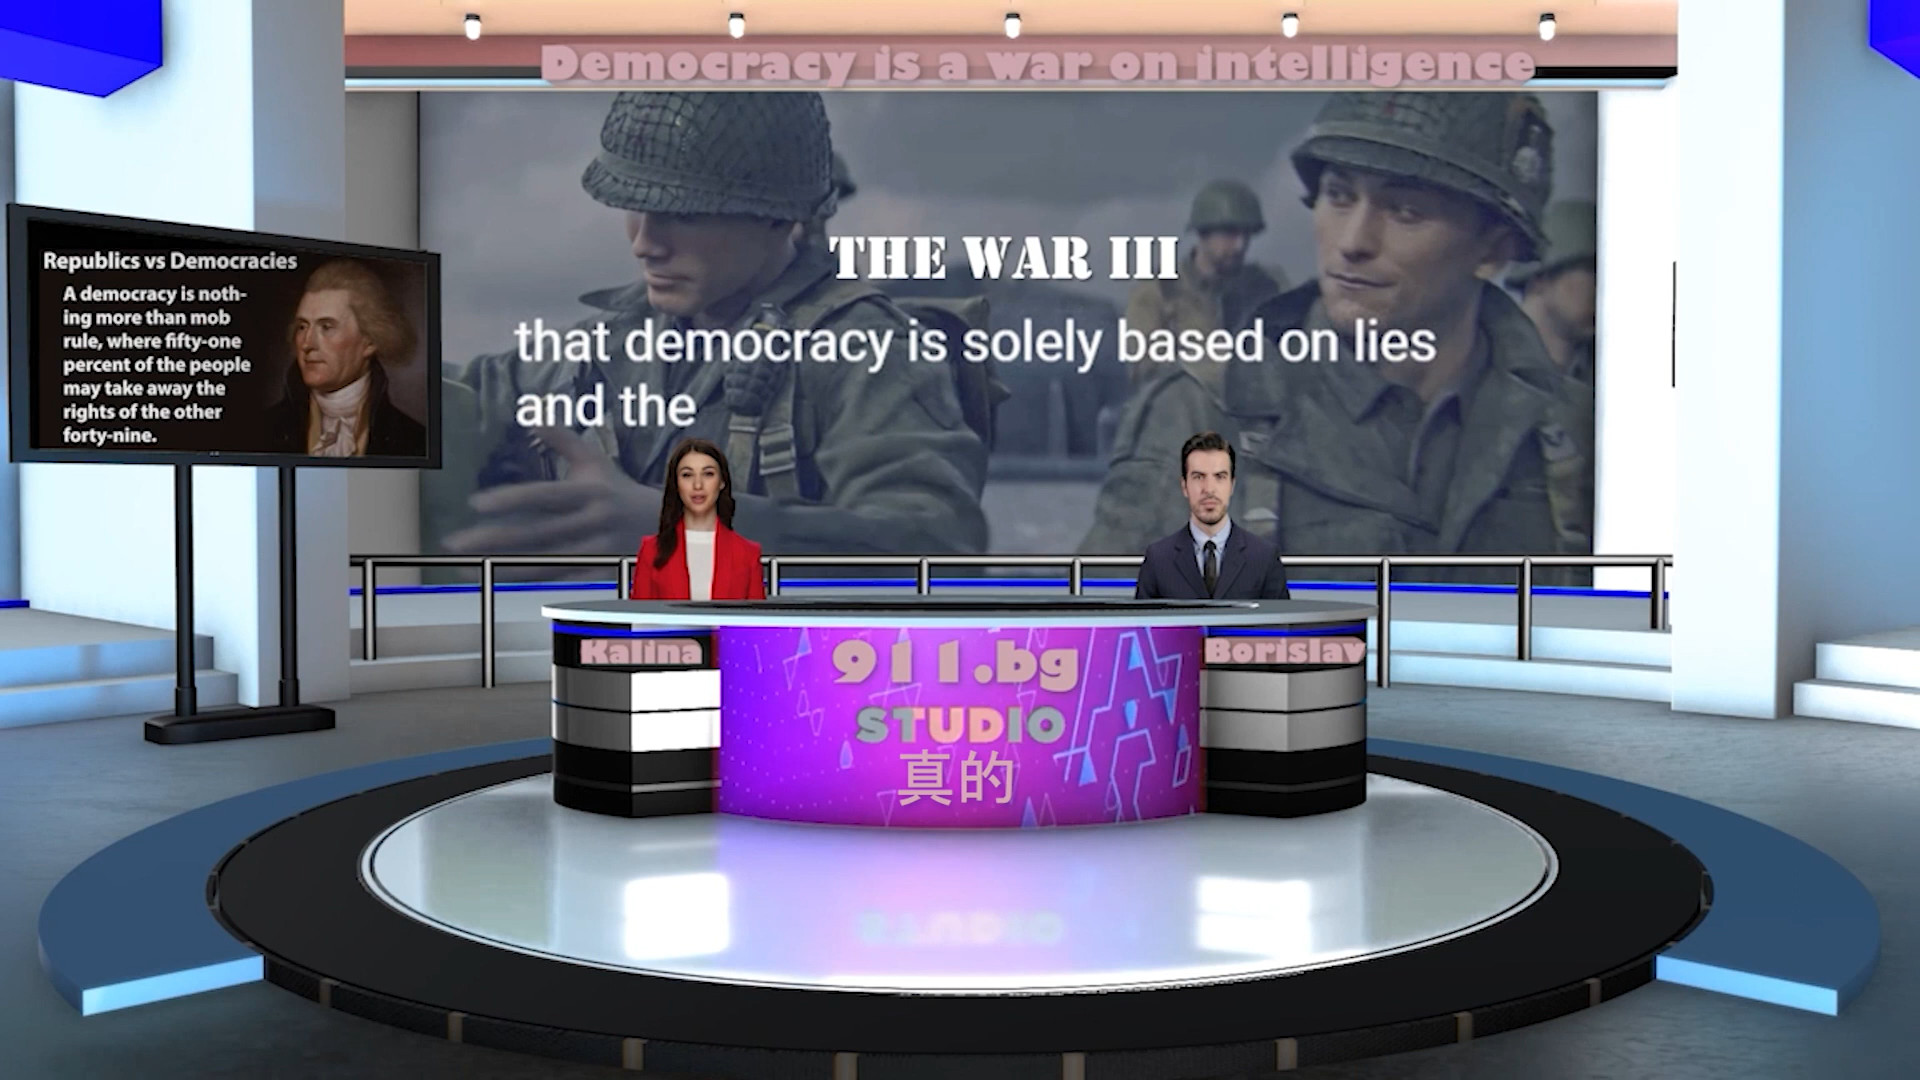 Democracy is a war on intelligence
Republics vs Democracies
A democracy is noth-
ing more than mob
rule, where fifty-one
percent of the people
may take away the
rights of the other
forty-nine.
THE WAR III
that democracy is solely based on lies
and the
Kalina
911.bg
Borislav
STUDIO
真的